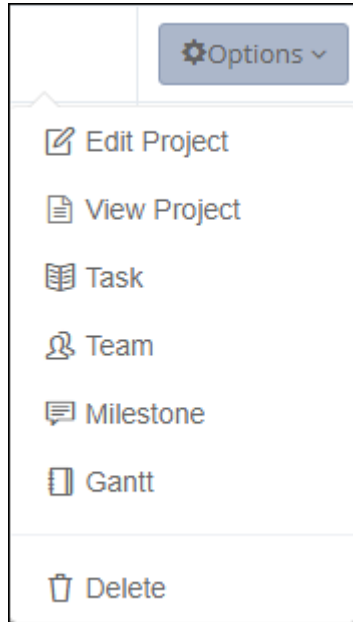 Options
Edit Project
View Project
Task
Team
Milestone
Gantt
Delete